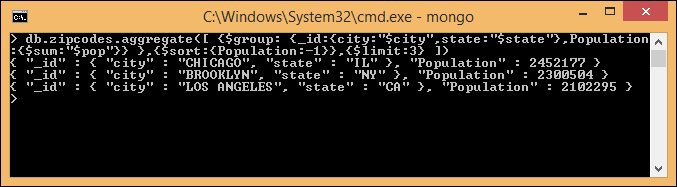 C:\Windows\System32\cmd.exe - mongo
> db.zipcodes.aggregate([ {$group: {_id:{city:"$city",state:"$state"},Population
:{$sum:"$pop"}} },{$sort:{Population:-1}},{$limit:3} ])
{ "_id" : { "city" : "CHICAGO", "state" : "IL" }, "Population" : 2452177 }
{ "_id" : { "city" : "BROOKLYN", "state" : "NY" }, "Population" : 2300504 }
{ "_id" : { "city" : "LOS ANGELES", "state" : "CA" }, "Population" : 2102295 }
>